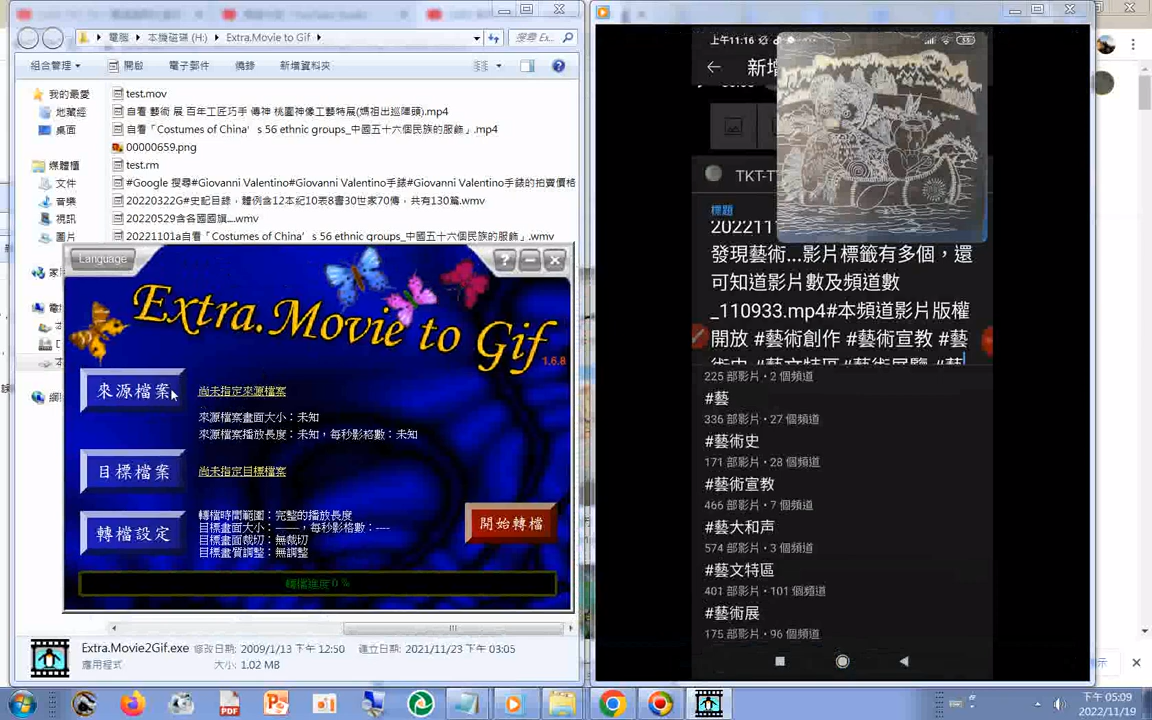 電腦 ▸ 本機磁碟 (H:) ▸ Extra.Movie to Gif ▸
搜尋 Ex...
組合管理 ▾
開啟
電子郵件
燒錄
新增資料夾
我的最愛
地藏經
桌面
媒體櫃
文件
音樂
視訊
圖片
test.mov
自看 藝術 展 百年工匠巧手 傳神 桃園神像工藝特展(媽祖出巡陣頭).mp4
自看「Costumes of China's 56 ethnic groups_中國五十六個民族的服飾」.mp4
00000659.png
test.rm
#Google 搜尋#Giovanni Valentino#Giovanni Valentino手錶#Giovanni Valentino手錶的拍賣價格
20220322G#史記目錄，體例含12本紀10表8書30世家70傳，共有130篇.wmv
20220529含各國國旗....wmv
20221101a自看「Costumes of China's 56 ethnic groups_中國五十六個民族的服飾」.wmv
Language
Extra.Movie to Gif
1.6.8
來源檔案
尚未指定來源檔案
來源檔案畫面大小：未知
來源檔案播放長度：未知，每秒影格數：未知
目標檔案
尚未指定目標檔案
轉檔設定
轉檔時間範圍：完整的播放長度
目標畫面大小：-----，每秒影格數：----
目標畫面裁切：無裁切
目標畫質調整：無調整
開始轉檔
轉檔進度 0 %
Extra.Movie2Gif.exe 修改日期: 2009/1/13 下午 12:50 建立日期: 2021/11/23 下午 03:05
應用程式 大小: 1.02 MB
上午11:16
新增
TKT-T
標題
發現藝術...影片標籤有多個，還
可知道影片數及頻道數
_110933.mp4#本頻道影片版權
開放 #藝術創作 #藝術宣教 #藝
術史 #藝文特區 #藝術展覽 #藝
225 部影片 • 2 個頻道
#藝
336 部影片 • 27 個頻道
#藝術史
171 部影片 • 28 個頻道
#藝術宣教
466 部影片 • 7 個頻道
#藝大和声
574 部影片 • 3 個頻道
#藝文特區
401 部影片 • 101 個頻道
#藝術展
175 部影片 • 96 個頻道
示
PDF
下午 05:09
2022/11/19